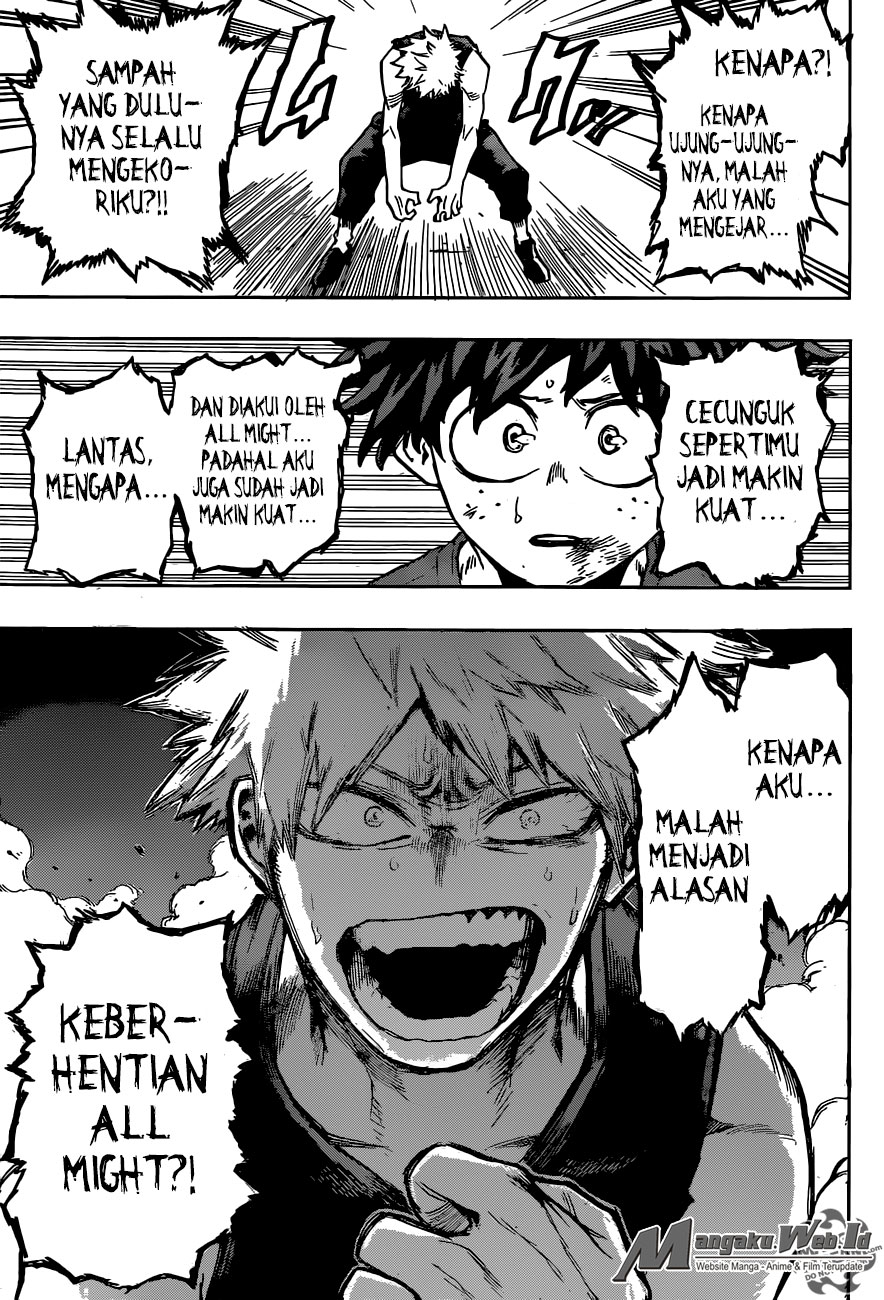 KENAPA?!
KENAPA
UJUNG-UJUNG-
NYA, MALAH
AKU YANG
MENGEJAR...
SAMPAH
YANG DULU-
NYA SELALU
MENGEKO-
RIKU?!!
CECUNGUK
SEPERTIMU
JADI MAKIN
KUAT...
DAN DIAKUI OLEH
ALL MIGHT...
PADAHAL AKU
JUGA SUDAH JADI
MAKIN KUAT...
LANTAS,
MENGAPA...
KENAPA
AKU...
MALAH
MENJADI
ALASAN
KEBER-
HENTIAN
ALL
MIGHT?!
Mangaku.Web.Id
Website Manga - Anime & Film Terupdate